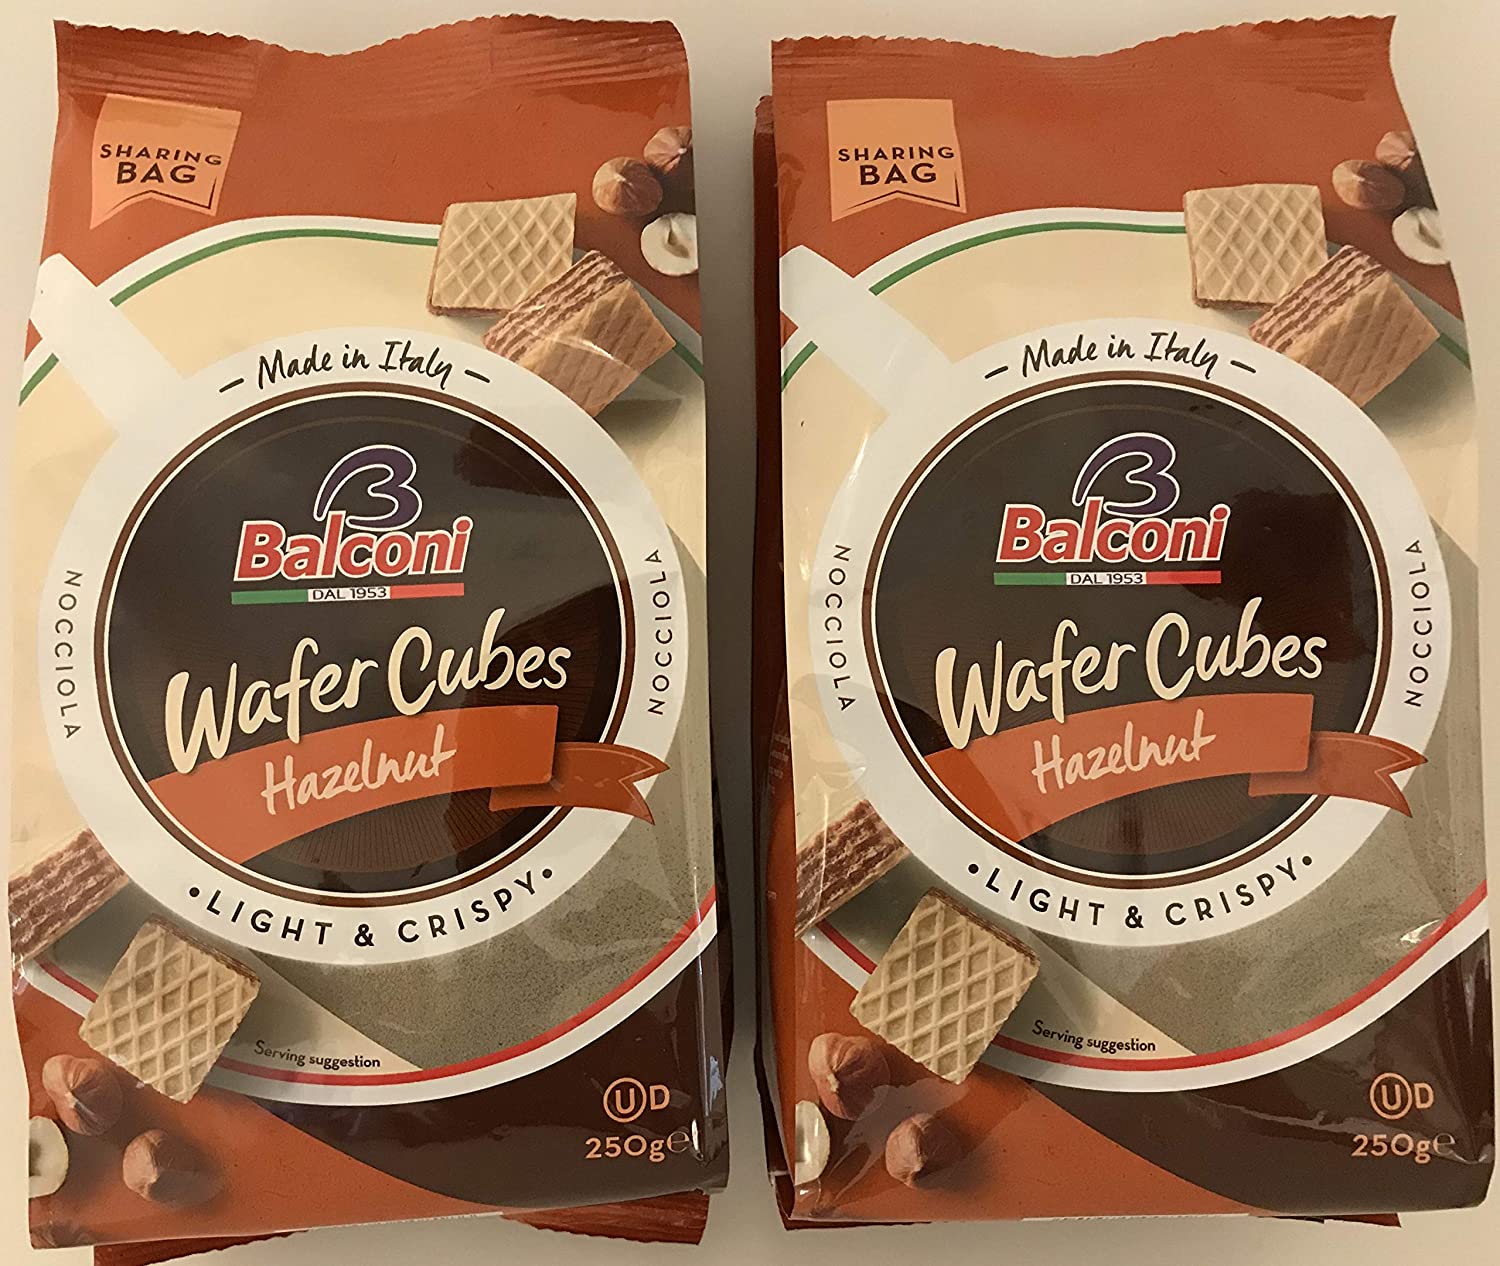 SHARING
BAG
Made in Italy
Balconi
DAL 1953
NOCCIOLA
NOCCIOLA
Wafer Cubes
Hazelnut
• LIGHT & CRISPY •
Serving suggestion
U D
250g℮
SHARING
BAG
Made in Italy
Balconi
DAL 1953
NOCCIOLA
NOCCIOLA
Wafer Cubes
Hazelnut
• LIGHT & CRISPY •
Serving suggestion
U D
250g℮